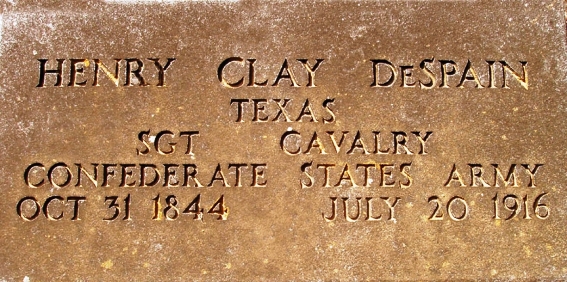 HENRY CLAY DeSPAIN
TEXAS
SGT CAVALRY
CONFEDERATE STATES ARMY
OCT 31 1844 JULY 20 1916